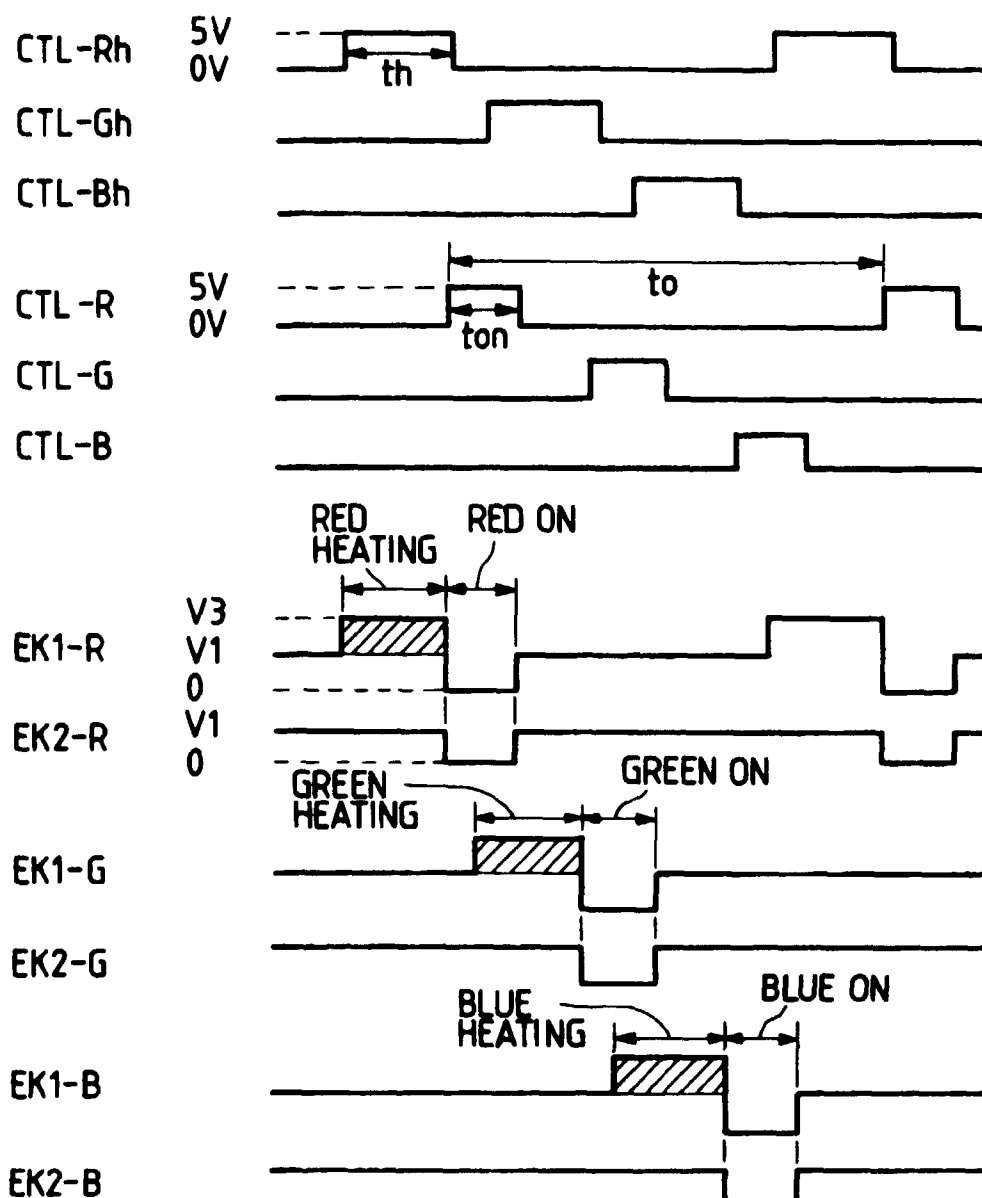 CTL-Rh 5V
0V
th
CTL-Gh
CTL-Bh
CTL-R 5V
0V
to
ton
CTL-G
CTL-B
RED
HEATING
RED ON
EK1-R V3
V1
0
EK2-R V1
0
GREEN
HEATING
GREEN ON
EK1-G
EK2-G
BLUE
HEATING
BLUE ON
EK1-B
EK2-B